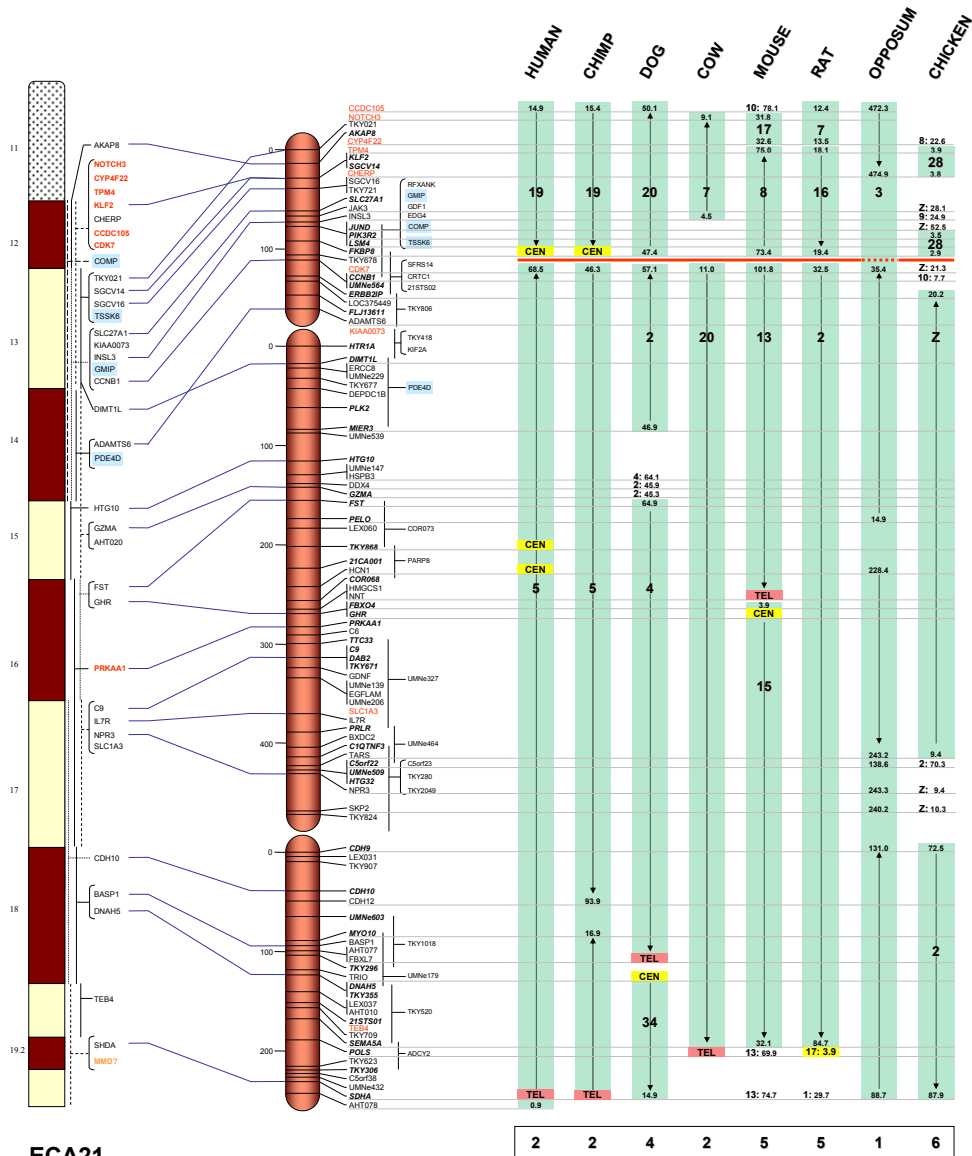 HUMAN CHIMP DOG COW MOUSE RAT OPPOSUM CHICKEN
11
12
13
14
15
16
17
18
19.2
AKAP8
NOTCH3
CYP4F22
TPM4
KLF2
CHERP
CCDC105
CDK7
COMP
TKY021
SGCV14
SGCV16
TSSK6
SLC27A1
KIAA0073
INSL3
GMIP
CCNB1
DIMT1L
ADAMTS6
PDE4D
HTG10
GZMA
AHT020
FST
GHR
PRKAA1
C9
IL7R
NPR3
SLC1A3
CDH10
BASP1
DNAH5
TEB4
SHDA
MMD?
0
100
0
100
200
300
400
0
100
200
CCDC105
NOTCH3
TKY021
AKAP8
CYP4F22
TPM4
KLF2
SGCV14
CHERP
SGCV16
TKY721
SLC27A1
JAK3
INSL3
JUND
PIK3R2
LSM4
FKBP8
TKY678
CDK7
CCNB1
UMNe564
ERBB2IP
LOC375449
FLJ13611
ADAMTS6
KIAA0073
HTR1A
DIMT1L
ERCC8
UMNe229
TKY677
DEPDC1B
PLK2
MIER3
UMNe539
HTG10
UMNe147
HSPB3
DDX4
GZMA
FST
PELO
LEX060
TKY868
21CA001
HCN1
COR068
HMGCS1
NNT
FBXO4
GHR
PRKAA1
C6
TTC33
C9
DAB2
TKY671
GDNF
UMNe139
EGFLAM
UMNe206
SLC1A3
IL7R
PRLR
BXDC2
C1QTNF3
TARS
C5orf22
UMNe509
HTG32
NPR3
SKP2
TKY824
CDH9
LEX031
TKY907
CDH10
CDH12
UMNe603
MYO10
BASP1
AHT077
FBXL7
TKY296
TRIO
DNAH5
TKY355
LEX037
AHT010
21STS01
TEB4
TKY709
SEMA5A
POLS
TKY623
TKY306
C5orf38
UMNe432
SDHA
AHT078
RFXANK
GMIP
GDF1
EDG4
COMP
TSSK6
SFRS14
CRTC1
21STS02
TKY806
TKY418
KIF2A
PDE4D
COR073
PARP8
UMNe327
UMNe464
C5orf23
TKY280
TKY2049
TKY1018
UMNe179
TKY520
ADCY2
14.9 15.4 50.1 10: 78.1 12.4 472.3
9.1 31.8
17 7
32.6 13.5 8: 22.6
75.0 18.1 3.9
28
474.9 3.8
19 19 20 7 8 16 3
Z: 28.1
4.5 9: 24.9
Z: 52.5
3.5
28
CEN CEN 47.4 73.4 19.4 2.9
68.5 46.3 57.1 11.0 101.8 32.5 35.4 Z: 21.3
10: 7.7
20.2
2 20 13 2 Z
46.9
4: 64.1
2: 45.9
2: 45.3
64.9
14.9
CEN
CEN 228.4
5 5 4
TEL
3.9
CEN
15
243.2 9.4
138.6 2: 70.3
243.3 Z: 9.4
240.2 Z: 10.3
131.0 72.5
93.9
16.9
2
TEL
CEN
34
32.1 84.7
TEL 13: 69.9 17: 3.9
TEL TEL 14.9 13: 74.7 1: 29.7 88.7 87.9
0.9
2 2 4 2 5 5 1 6
ECA21